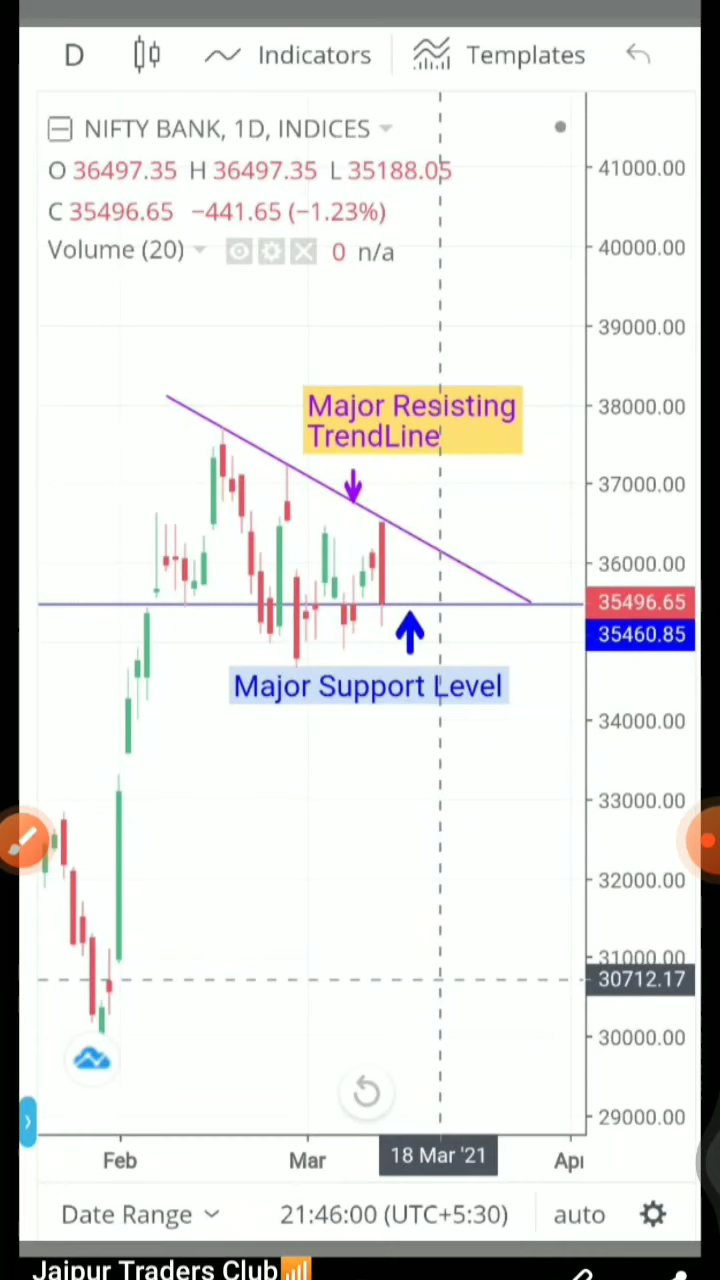 D Indicators Templates
NIFTY BANK, 1D, INDICES
O 36497.35 H 36497.35 L 35188.05
C 35496.65 −441.65 (−1.23%)
Volume (20) 0 n/a
41000.00
40000.00
39000.00
38000.00
Major Resisting
TrendLine
37000.00
36000.00
35496.65
35460.85
Major Support Level
34000.00
33000.00
32000.00
31000.00
30712.17
30000.00
29000.00
Feb Mar 18 Mar '21
Date Range 21:46:00 (UTC+5:30) auto
Jaipur Traders Club